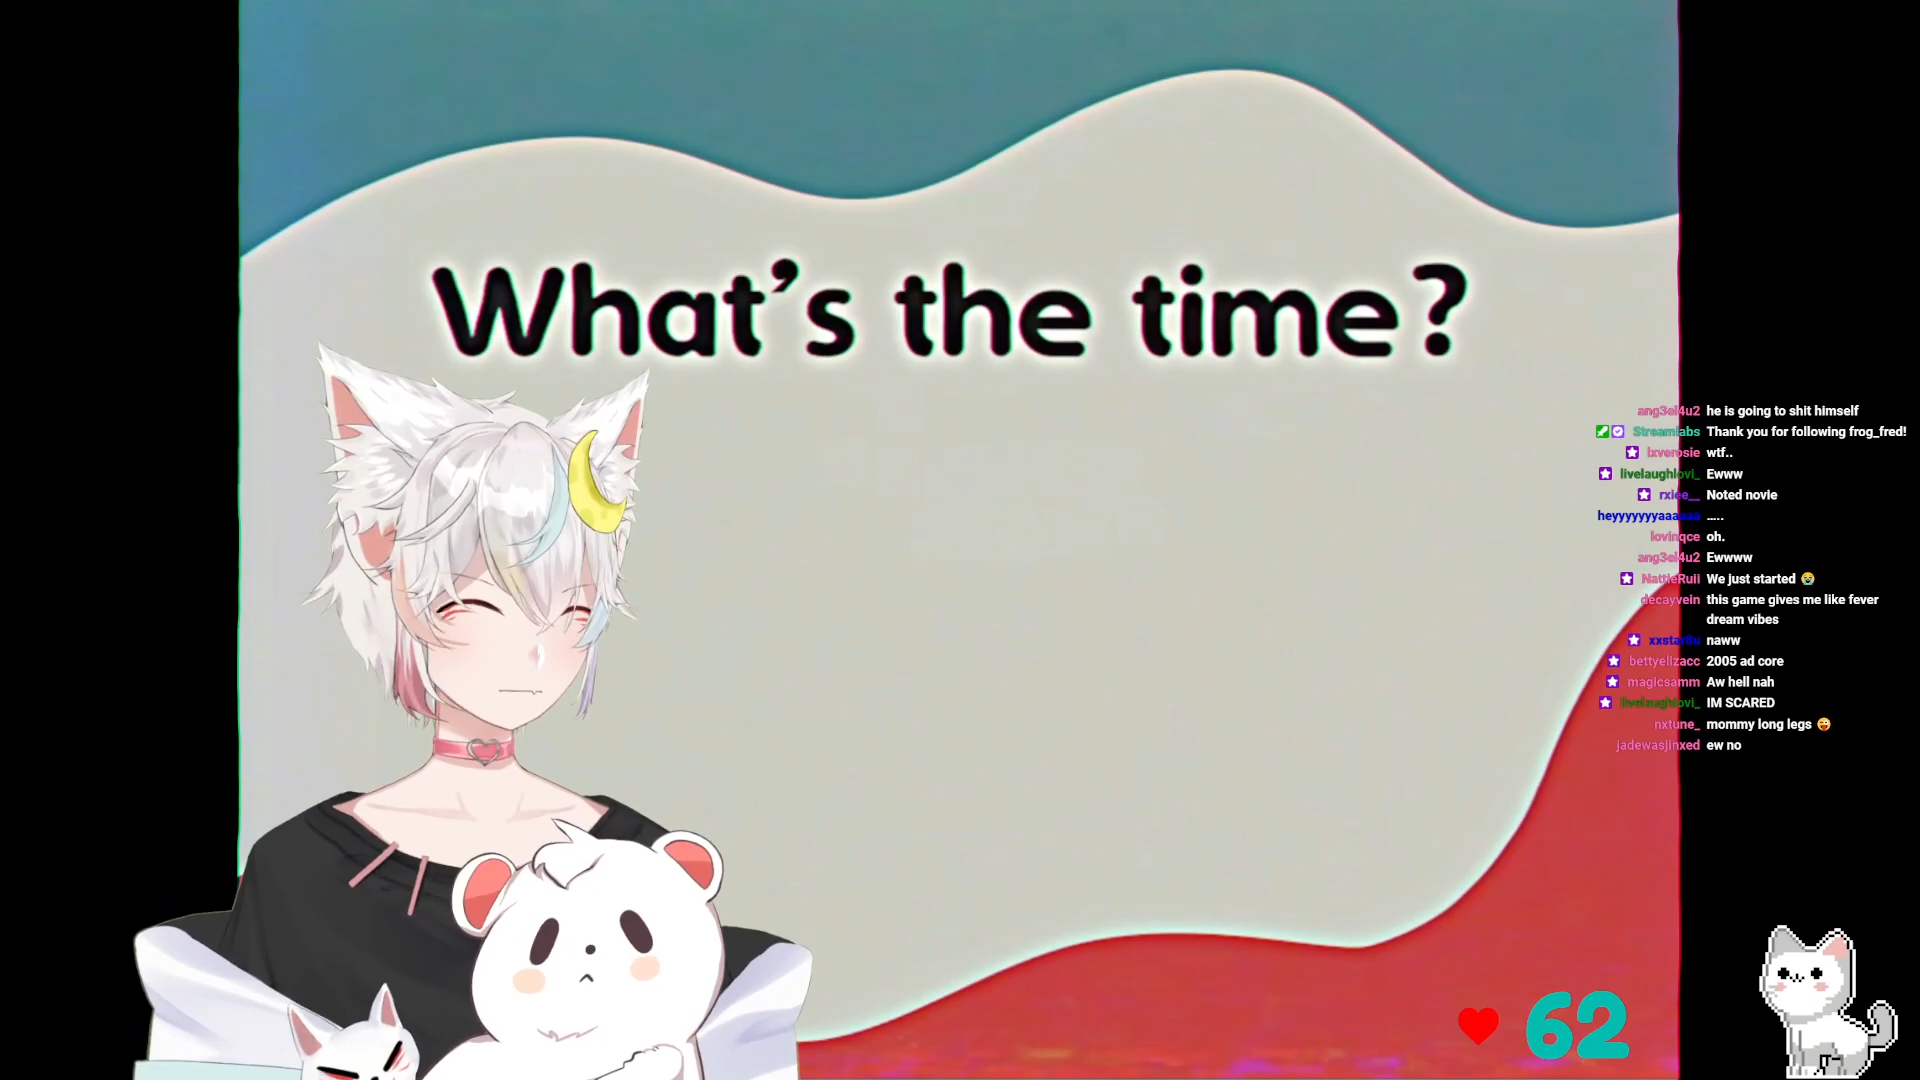 What's the time?
ang3el4u2 he is going to shit himself
Streamlabs Thank you for following frog_fred!
lxverosie wtf..
livelaughlovi_ Ewww
rxiee__ Noted novie
heyyyyyyyaaaaaa .....
lovinqce oh.
ang3el4u2 Ewwww
NattieRuii We just started 😭
decayvein this game gives me like fever
dream vibes
naww
bettyelizacc 2005 ad core
magicsamm Aw hell nah
livelaughlovi_ IM SCARED
nxtune_ mommy long legs 😜
jadewasjinxed ew no
62